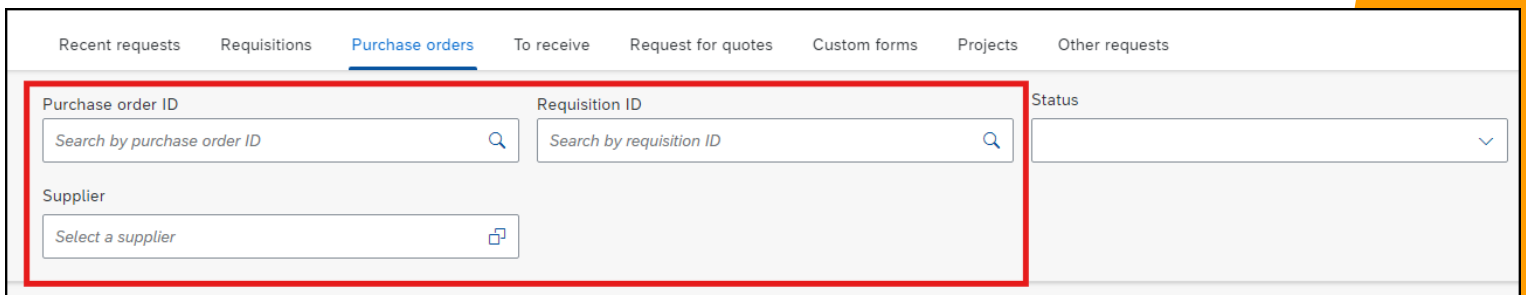 Recent requests Requisitions Purchase orders To receive Request for quotes Custom forms Projects Other requests
Purchase order ID Requisition ID Status
Search by purchase order ID Search by requisition ID
Supplier
Select a supplier